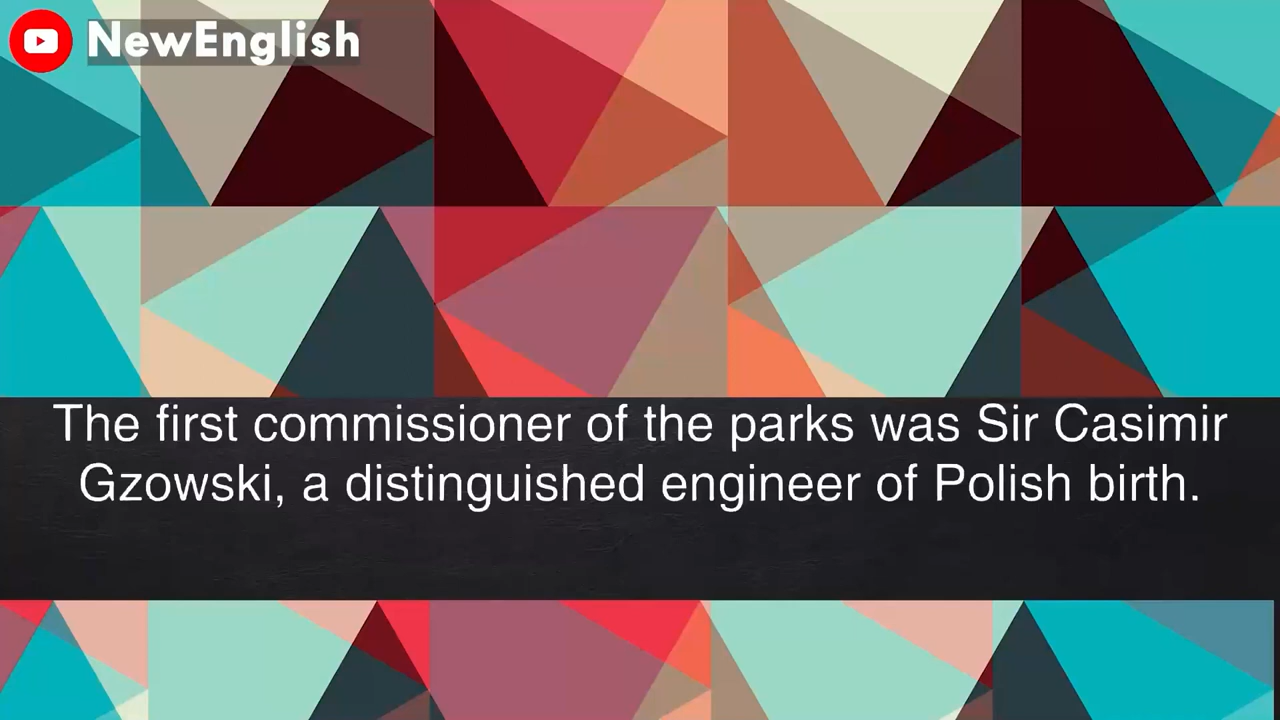 NewEnglish
The first commissioner of the parks was Sir Casimir
Gzowski, a distinguished engineer of Polish birth.